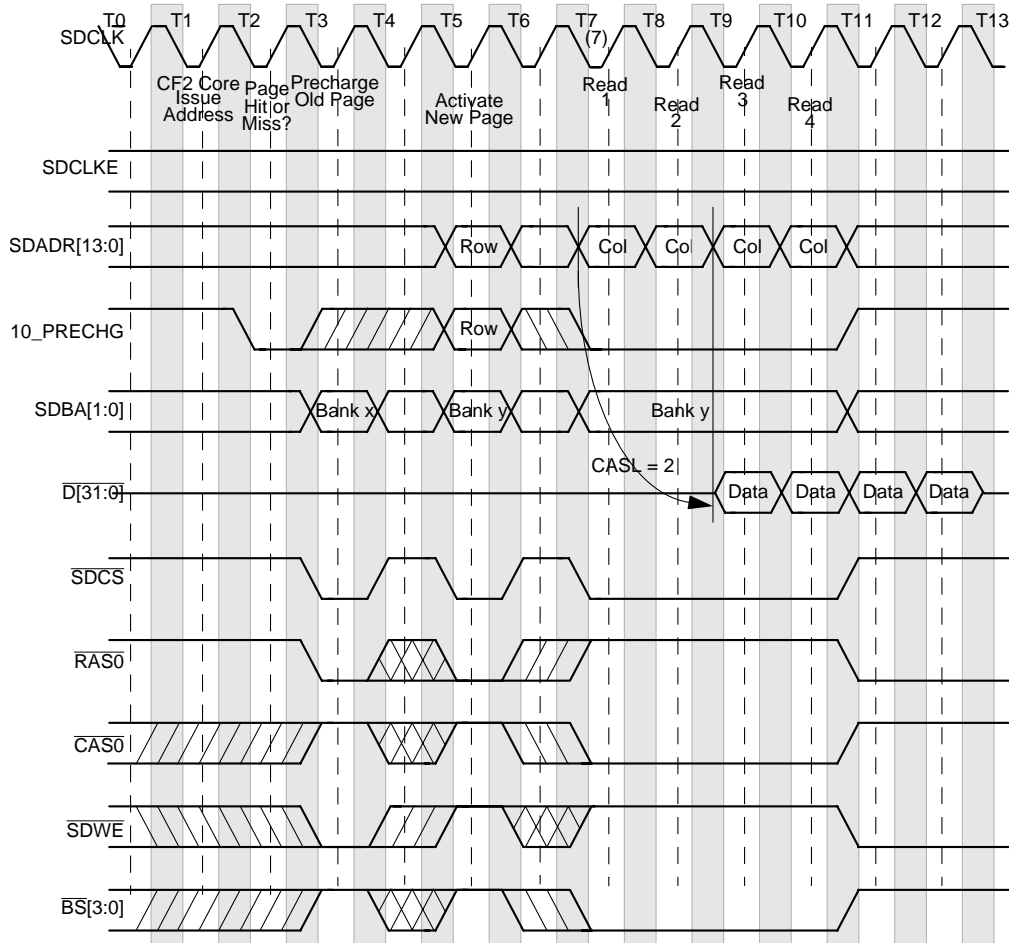 T0 T1 T2 T3 T4 T5 T6 T7 T8 T9 T10 T11 T12 T13
SDCLK
(7)
CF2 Core
Issue
Address
Page
Hit or
Miss?
Precharge
Old Page
Activate
New Page
Read
1
Read
2
Read
3
Read
4
SDCLKE
SDADR[13:0] Row Col Col Col Col
10_PRECHG Row
SDBA[1:0] Bank x Bank y Bank y
CASL = 2
D[31:0] Data Data Data Data
SDCS
RAS0
CAS0
SDWE
BS[3:0]